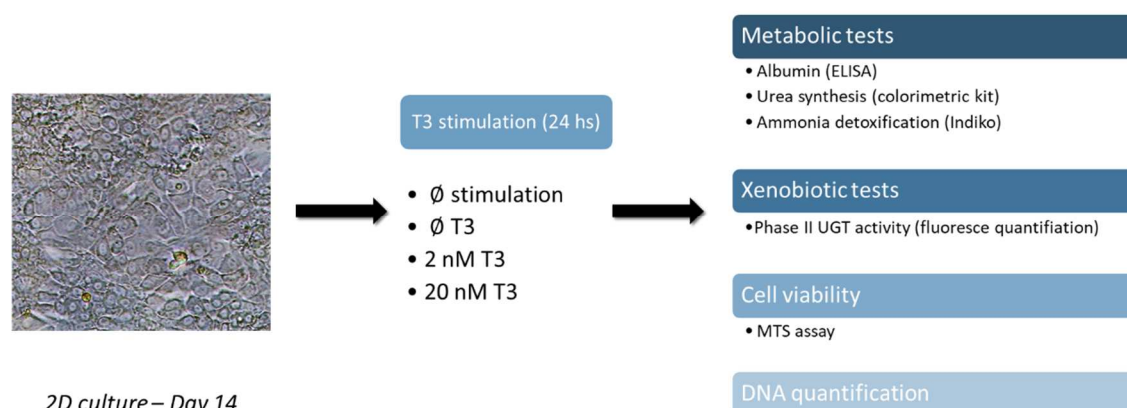 2D culture – Day 14
T3 stimulation (24 hs)
• Ø stimulation
• Ø T3
• 2 nM T3
• 20 nM T3
Metabolic tests
• Albumin (ELISA)
• Urea synthesis (colorimetric kit)
• Ammonia detoxification (Indiko)
Xenobiotic tests
• Phase II UGT activity (fluoresce quantifiation)
Cell viability
• MTS assay
DNA quantification